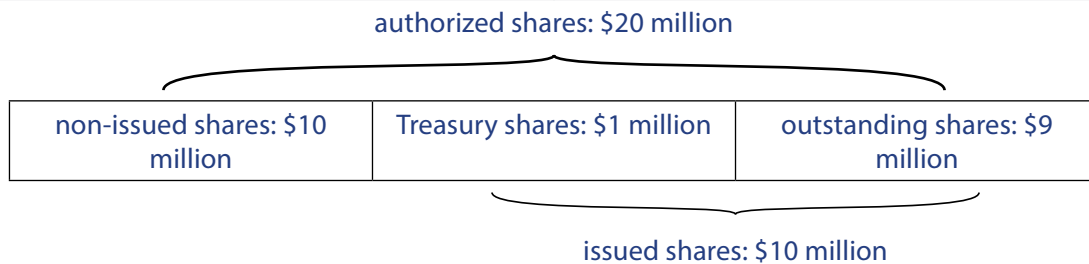 authorized shares: $20 million
non-issued shares: $10
million
Treasury shares: $1 million
outstanding shares: $9
million
issued shares: $10 million